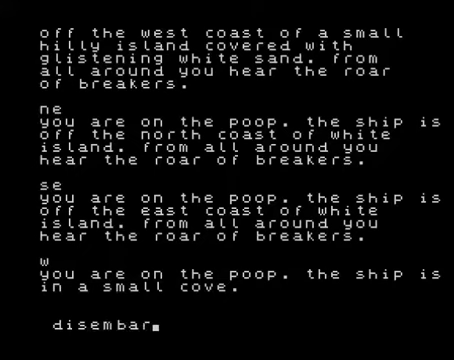 off the west coast of a small
hilly island covered with
glistening white sand. from
all around you hear the roar
of breakers.
ne
you are on the poop. the ship is
off the north coast of white
island. from all around you
hear the roar of breakers.
se
you are on the poop. the ship is
off the east coast of white
island. from all around you
hear the roar of breakers.
w
you are on the poop. the ship is
in a small cove.
disembar